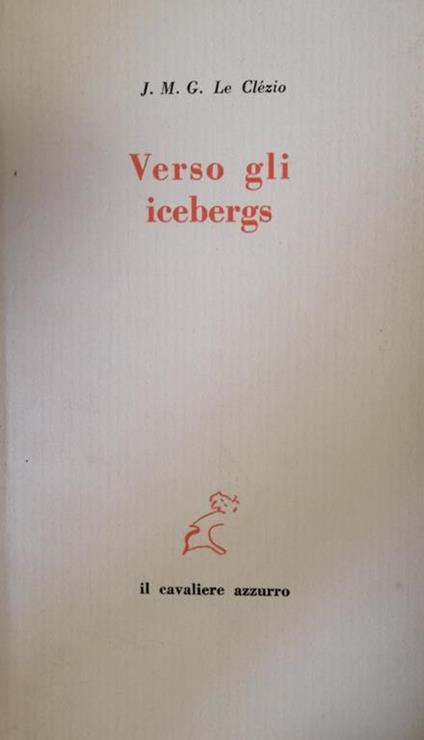 J. M. G. Le Clézio
Verso gli
icebergs
il cavaliere azzurro